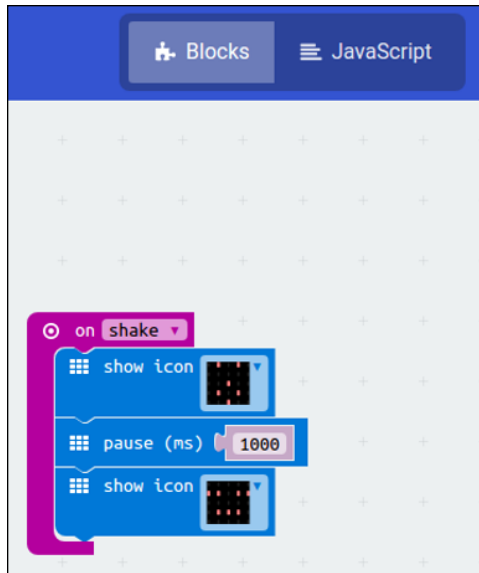 Blocks JavaScript
on shake
show icon
pause (ms) 1000
show icon